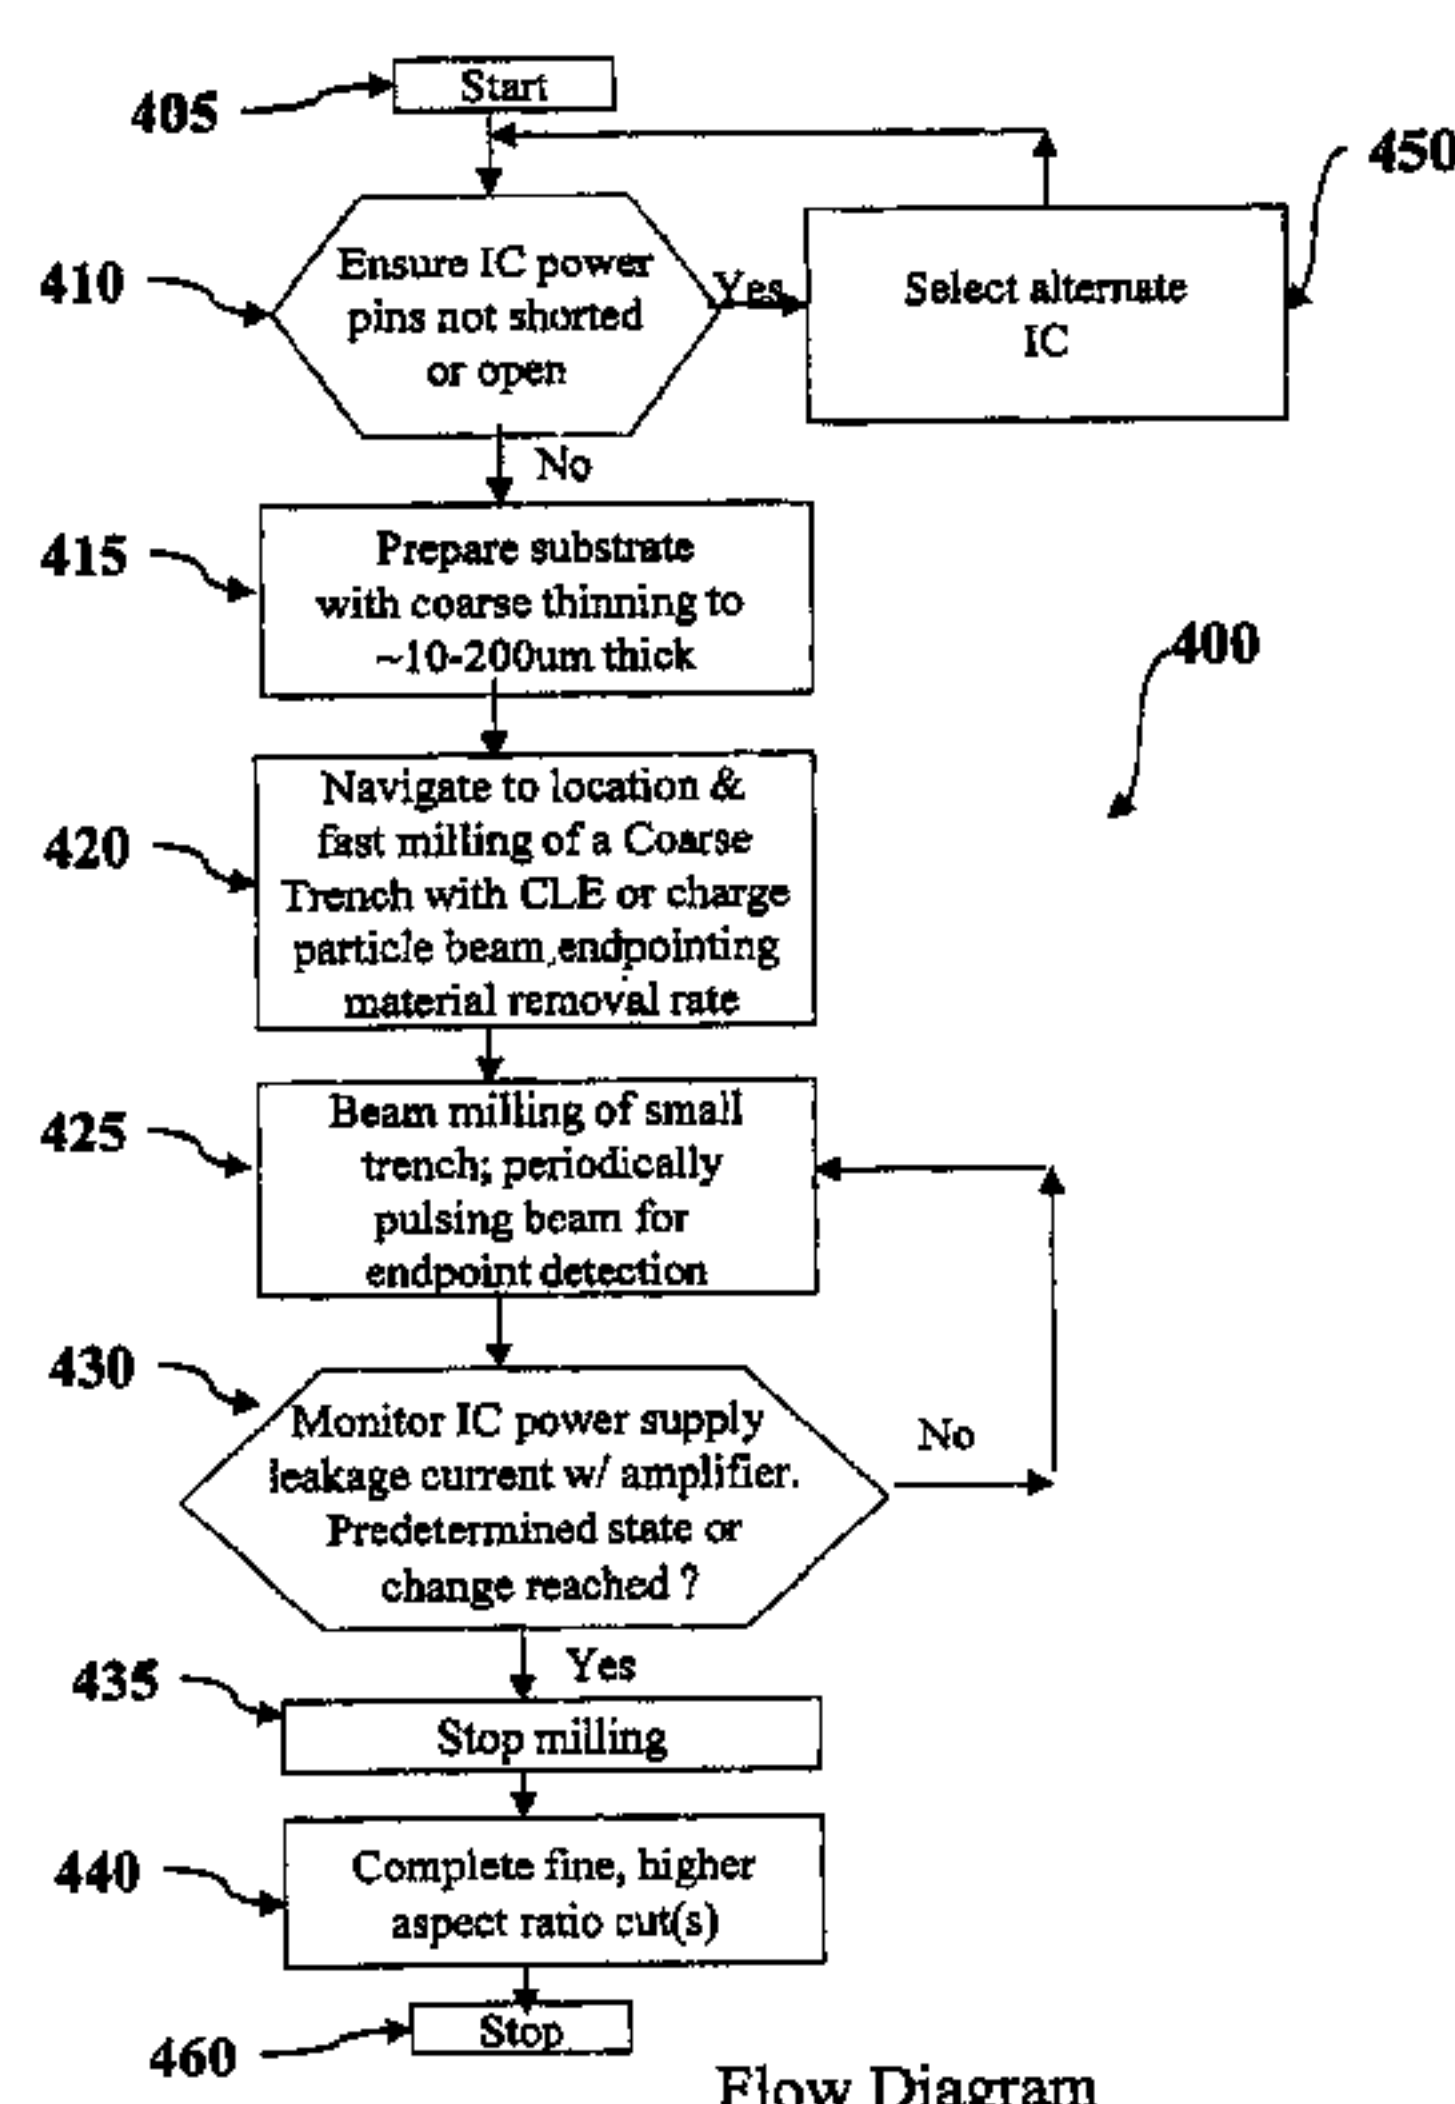 405
Start
450
410
Ensure IC power
pins not shorted
or open
Yes
Select alternate
IC
No
415
Prepare substrate
with coarse thinning to
~10-200um thick
400
420
Navigate to location &
fast milling of a Coarse
Trench with CLE or charge
particle beam,endpointing
material removal rate
425
Beam milling of small
trench; periodically
pulsing beam for
endpoint detection
430
Monitor IC power supply
leakage current w/ amplifier.
Predetermined state or
change reached ?
No
Yes
435
Stop milling
440
Complete fine, higher
aspect ratio cut(s)
460
Stop
Flow Diagram